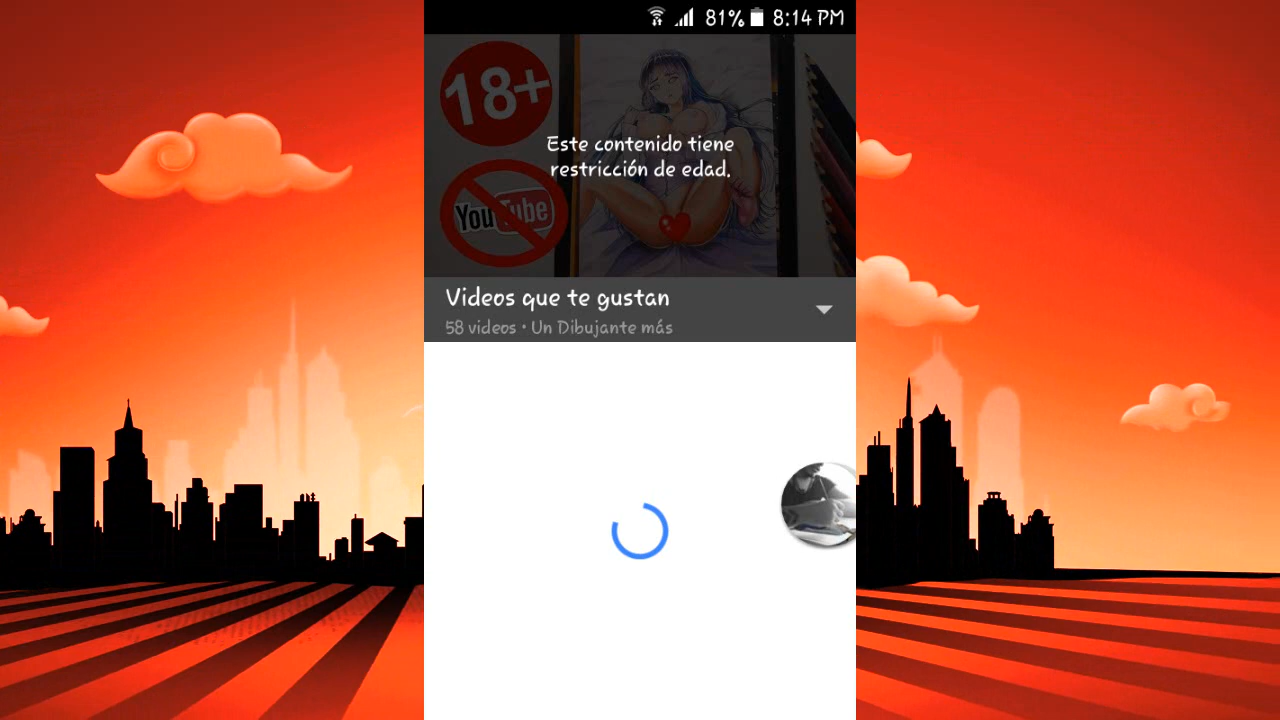 81% 8:14 PM
18+
Este contenido tiene
restricción de edad.
YouTube
Videos que te gustan
58 videos • Un Dibujante más